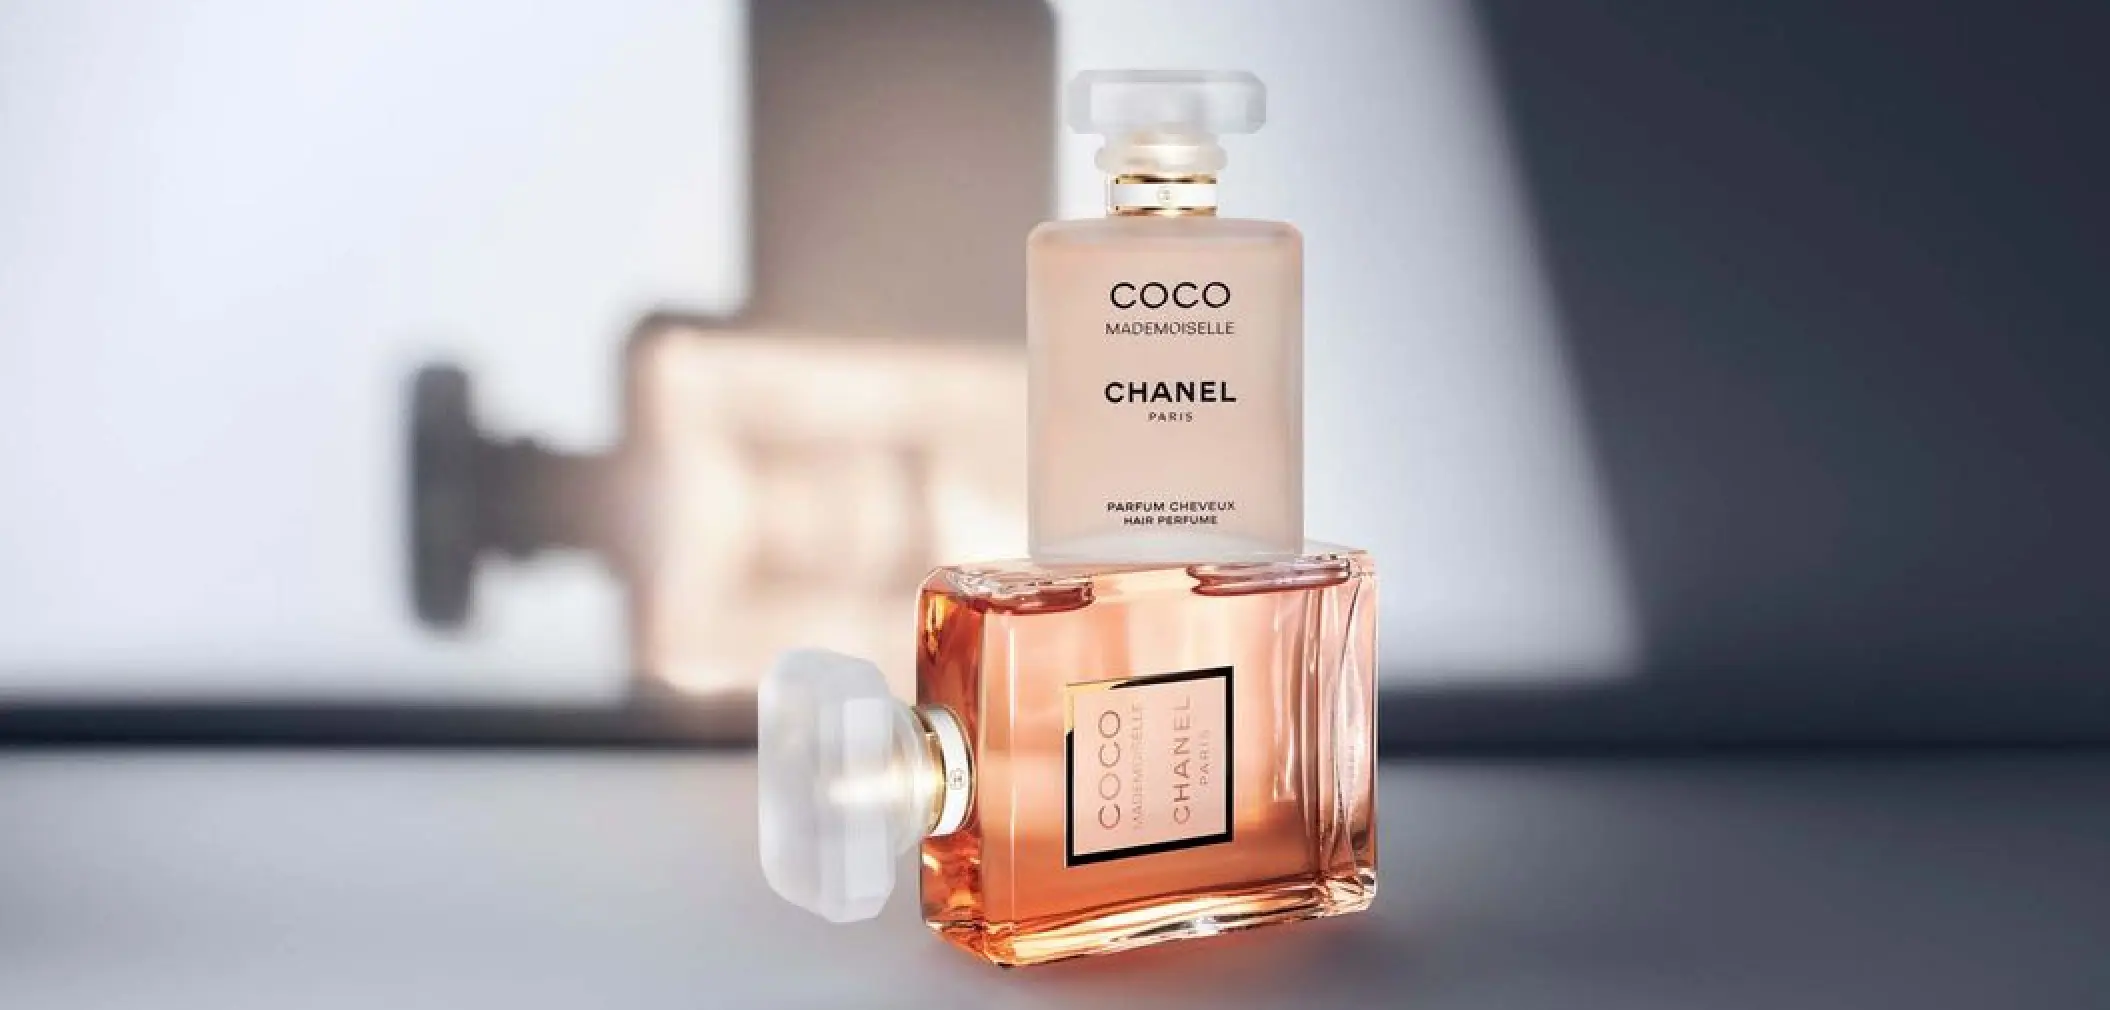 COCO
MADEMOISELLE
CHANEL
PARIS
PARFUM CHEVEUX
HAIR PERFUME
COCO
MADEMOISELLE
CHANEL
PARIS